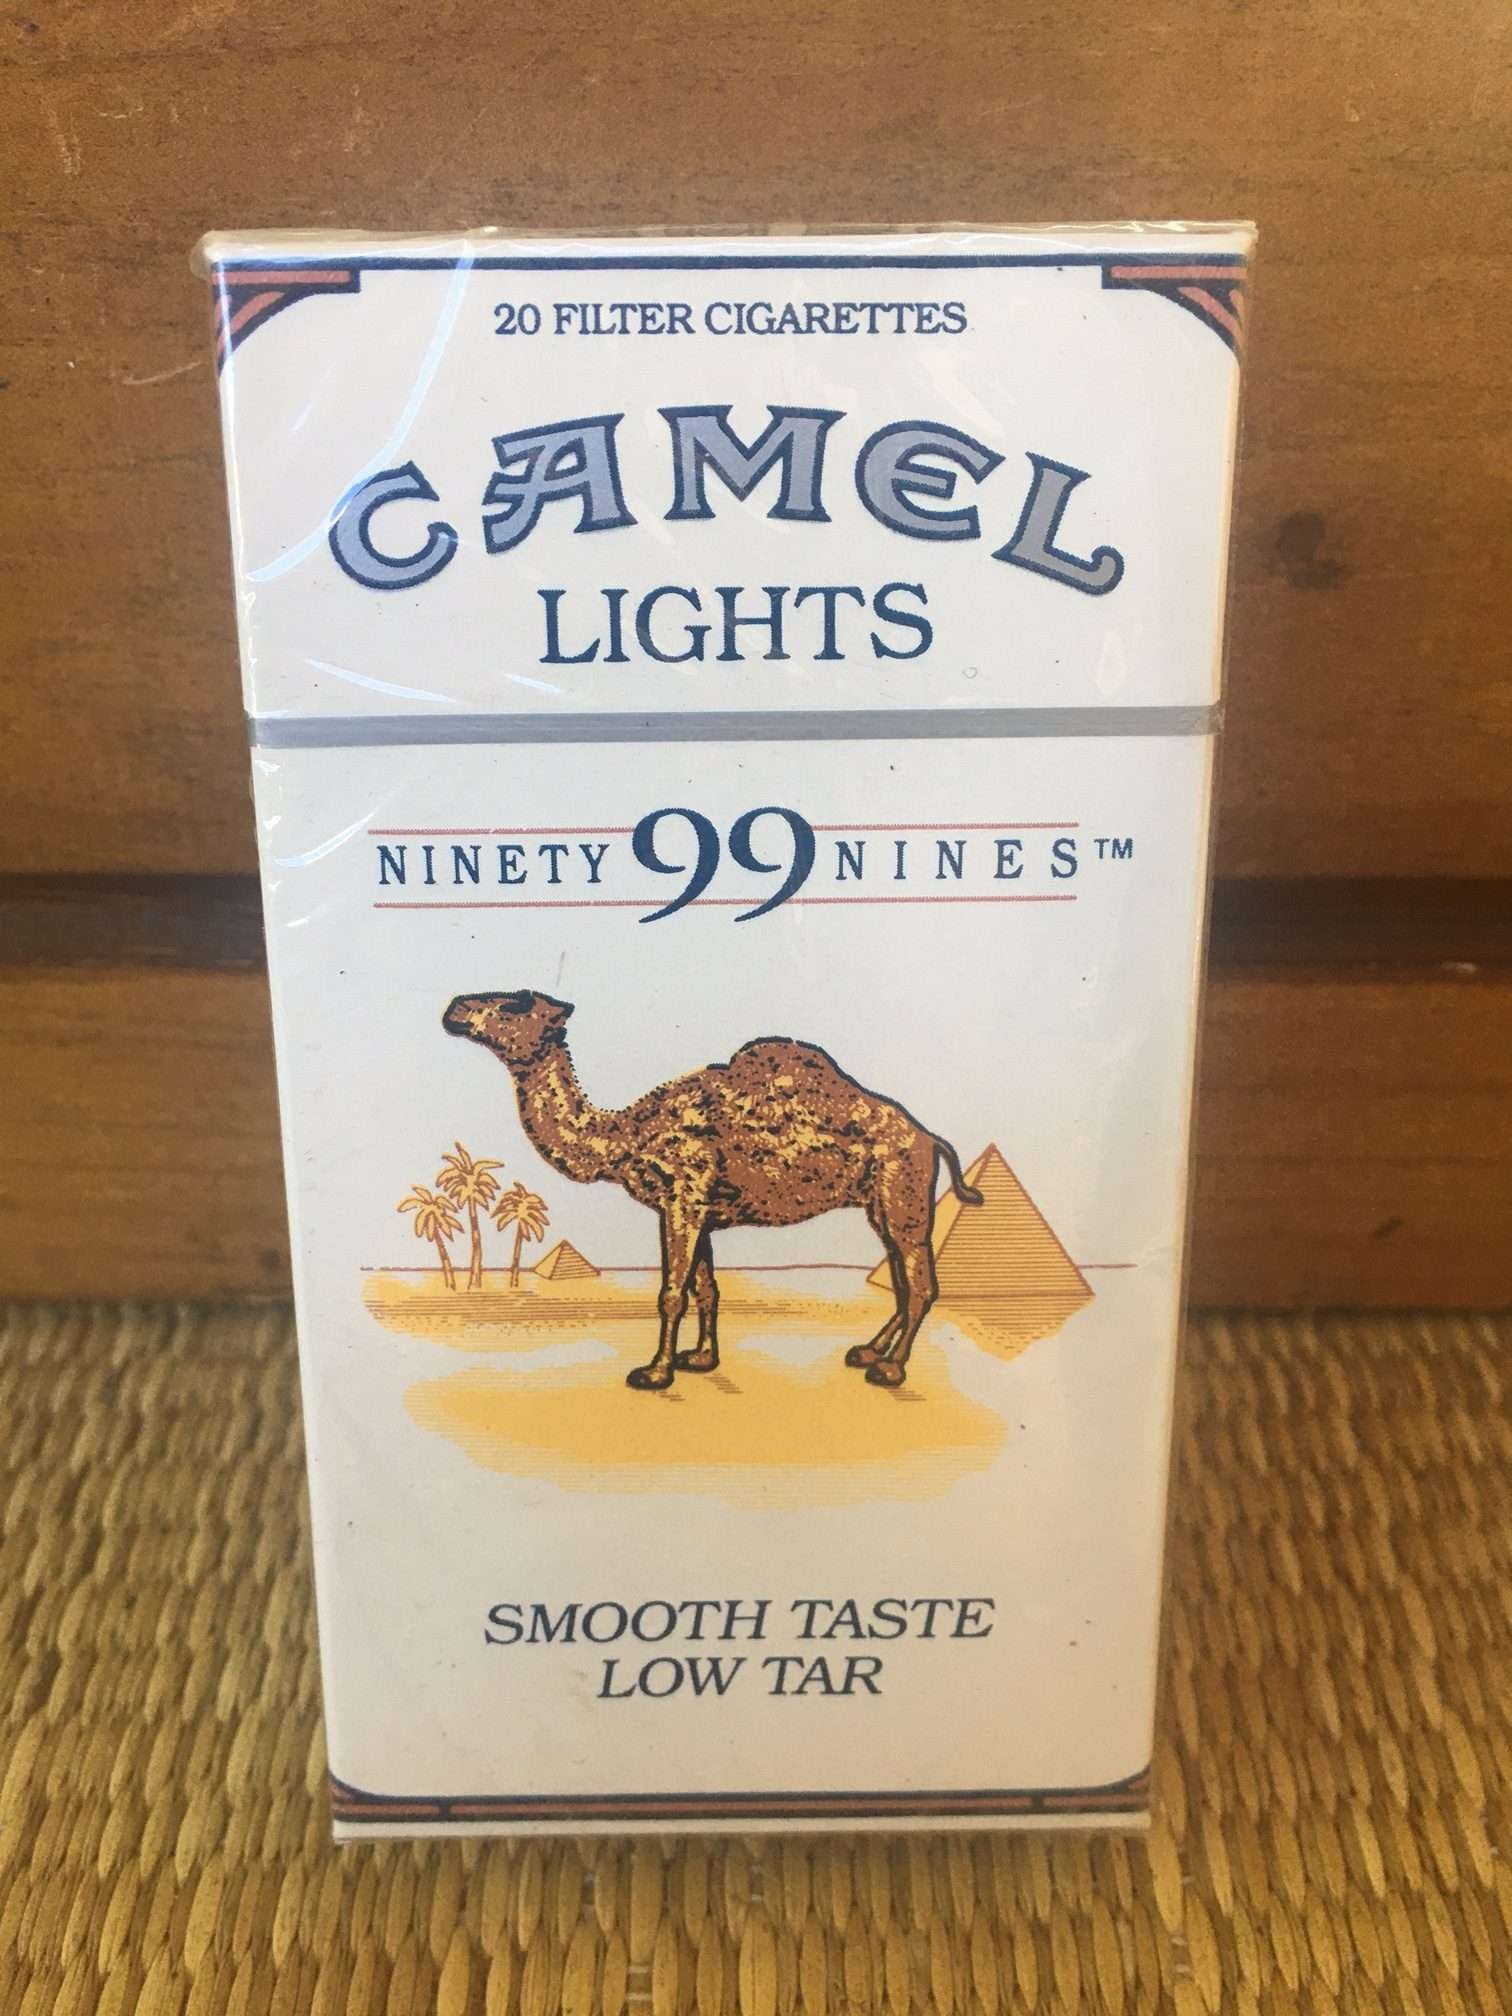 20 FILTER CIGARETTES
CAMEL
LIGHTS
NINETY 99 NINES™
SMOOTH TASTE
LOW TAR